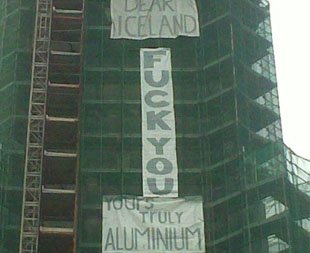 DEAR
ICELAND
FUCK YOU
YOURS
TRULY
ALUMINIUM